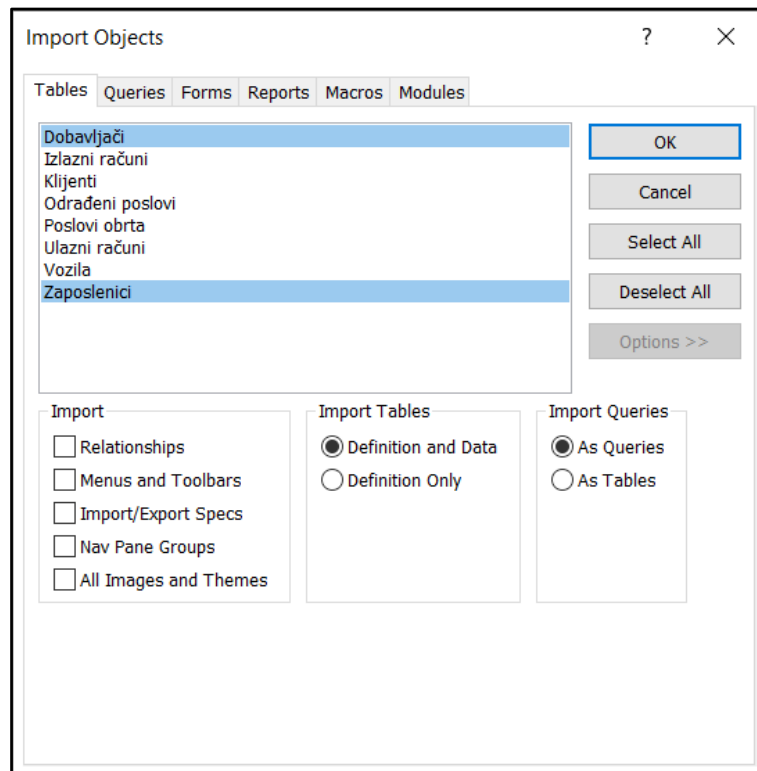 Import Objects
?
Tables Queries Forms Reports Macros Modules
Dobavljači
Izlazni računi
Klijenti
Odrađeni poslovi
Poslovi obrta
Ulazni računi
Vozila
Zaposlenici
OK
Cancel
Select All
Deselect All
Options >>
Import
Relationships
Menus and Toolbars
Import/Export Specs
Nav Pane Groups
All Images and Themes
Import Tables
Definition and Data
Definition Only
Import Queries
As Queries
As Tables